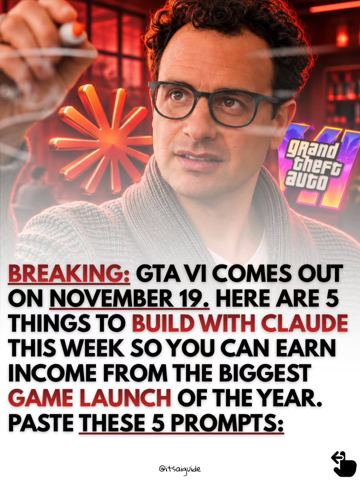 grand
theft
auto
VI
BREAKING: GTA VI COMES OUT
ON NOVEMBER 19. HERE ARE 5
THINGS TO BUILD WITH CLAUDE
THIS WEEK SO YOU CAN EARN
INCOME FROM THE BIGGEST
GAME LAUNCH OF THE YEAR.
PASTE THESE 5 PROMPTS:
@itsaiguide